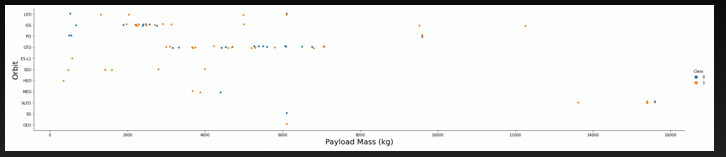 LEO
ISS
PO
GTO
ES-L1
SSO
HEO
MEO
VLEO
SO
GEO
Orbit
0
2000
4000
6000
8000
10000
12000
14000
16000
Payload Mass (kg)
Class
0
1